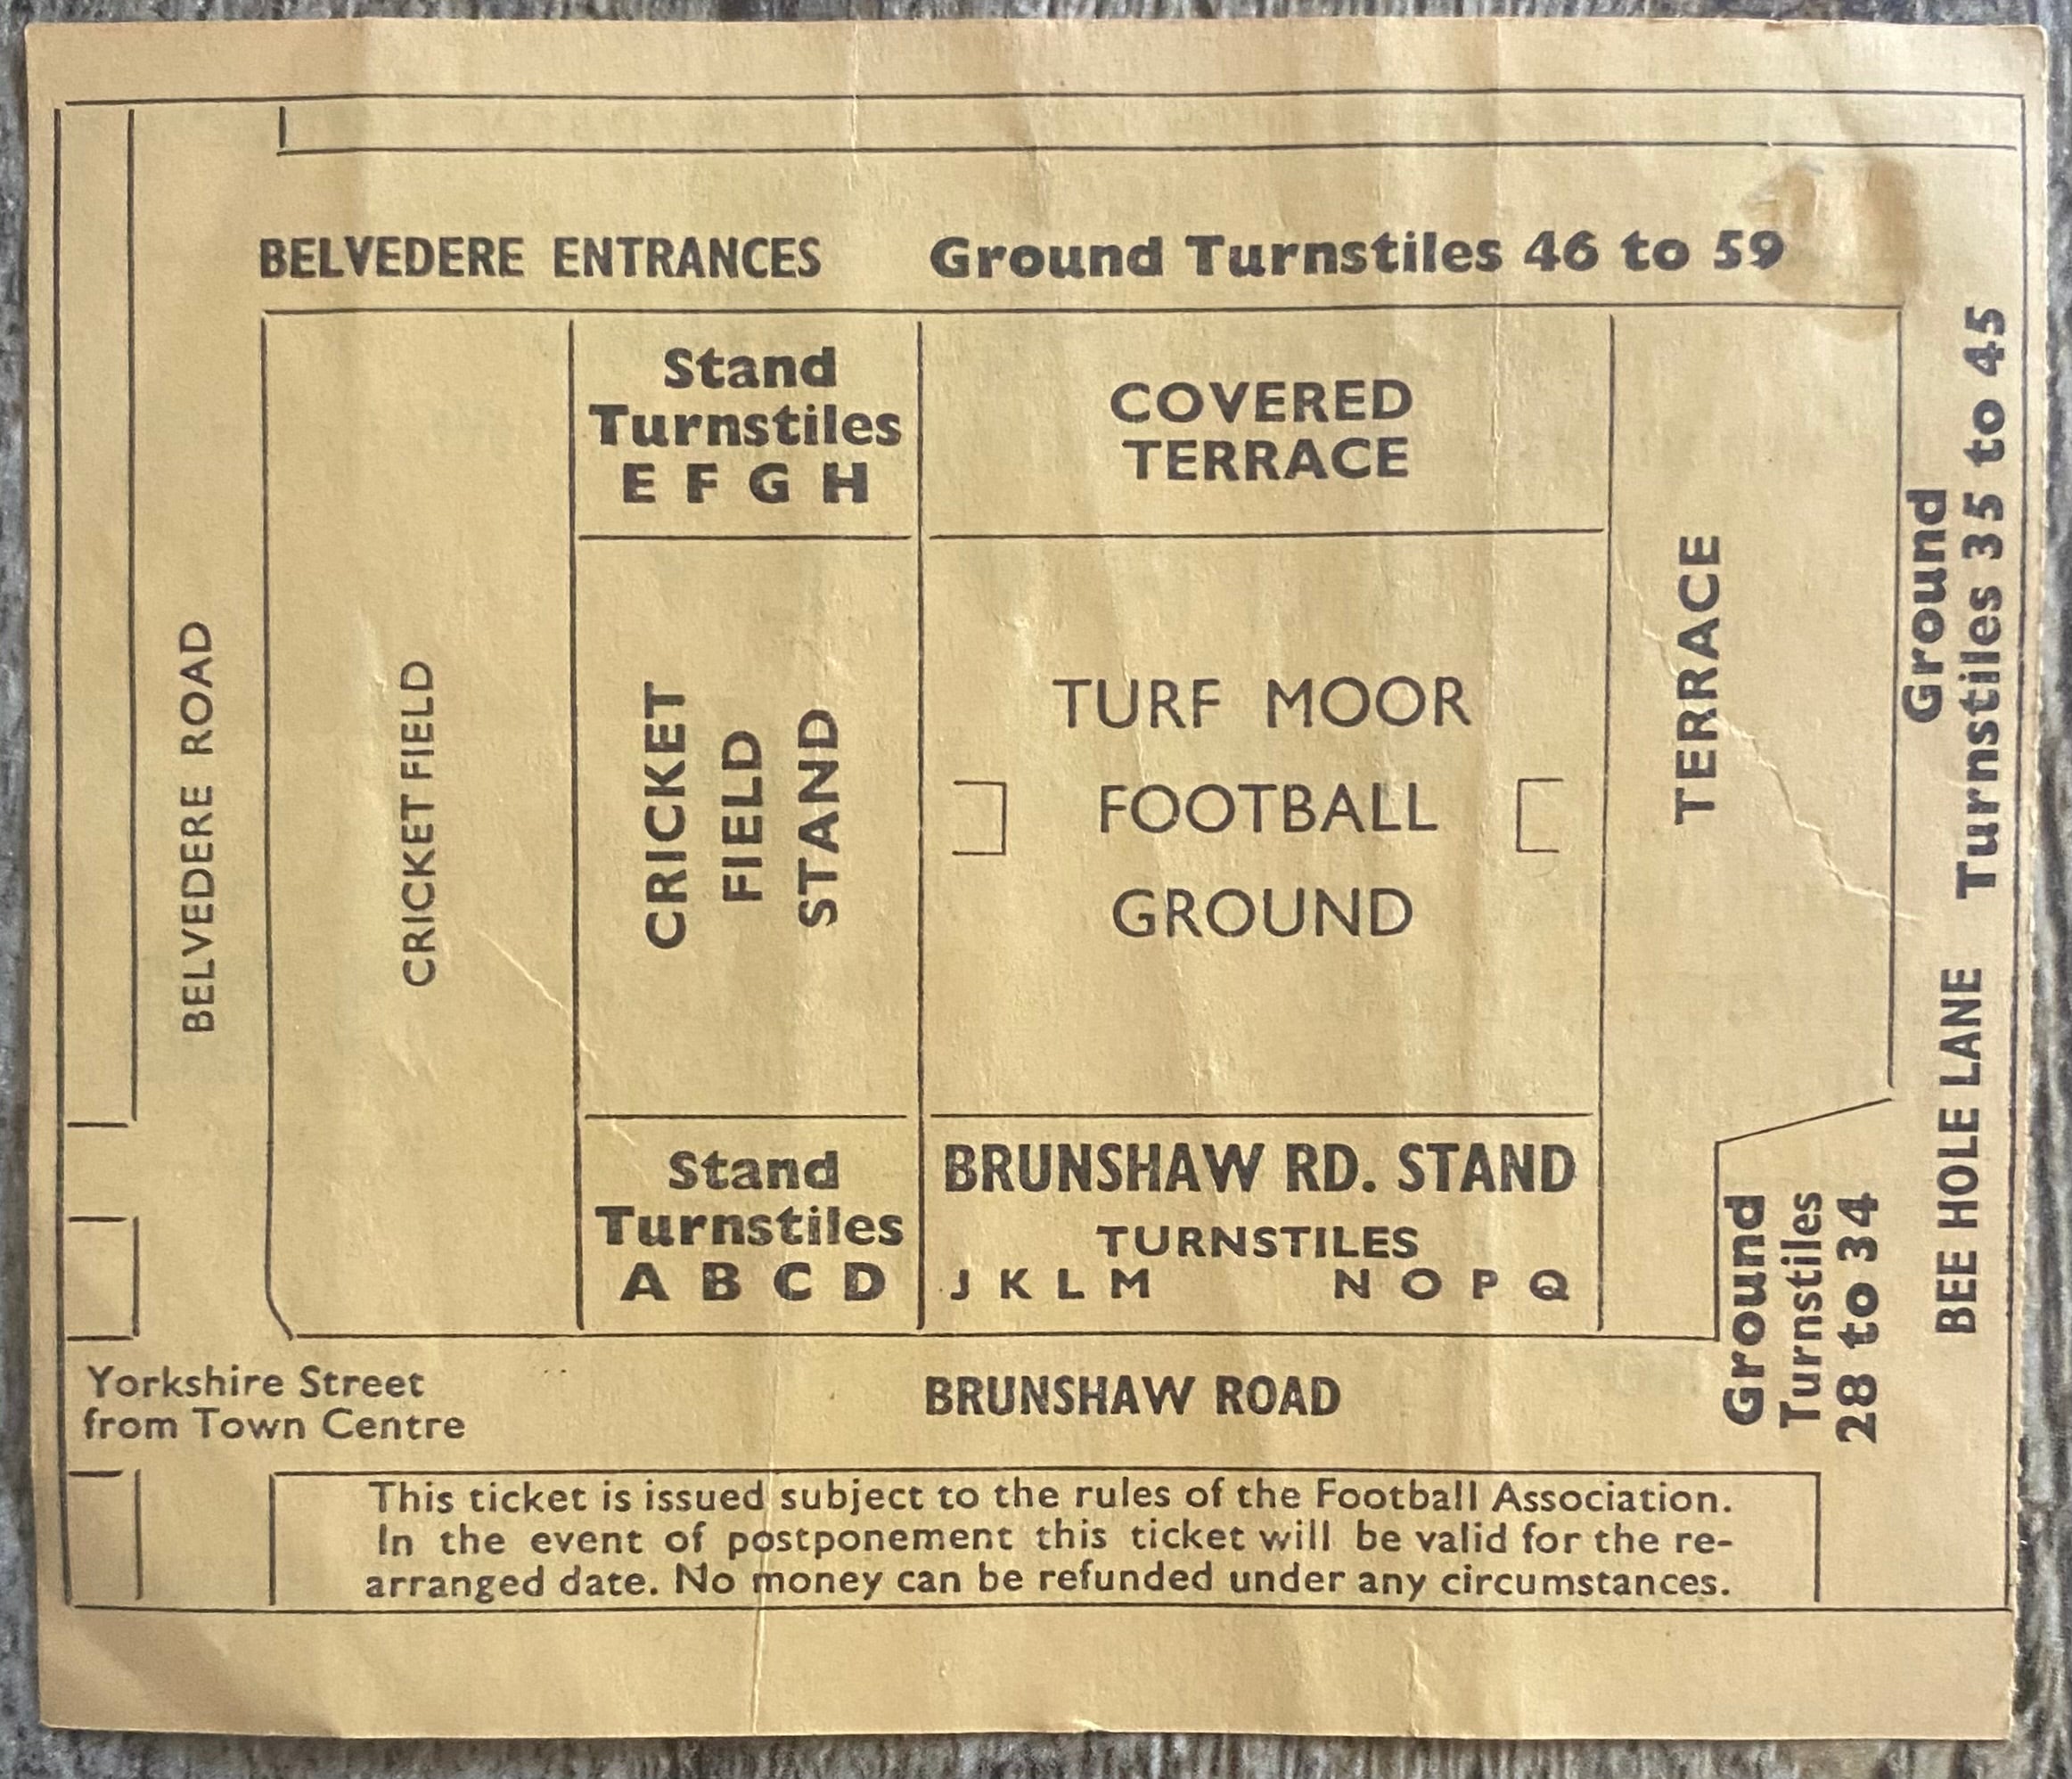 BELVEDERE ENTRANCES
Ground Turnstiles 46 to 59
BELVEDERE ROAD
CRICKET FIELD
Stand
Turnstiles
E F G H
CRICKET
FIELD
STAND
Stand
Turnstiles
A B C D
COVERED
TERRACE
TURF MOOR
FOOTBALL
GROUND
BRUNSHAW RD. STAND
TURNSTILES
J K L M N O P Q
TERRACE
Ground
Turnstiles 35 to 45
BEE HOLE LANE
Ground
Turnstiles
28 to 34
Yorkshire Street
from Town Centre
BRUNSHAW ROAD
This ticket is issued subject to the rules of the Football Association.
In the event of postponement this ticket will be valid for the re-
arranged date. No money can be refunded under any circumstances.